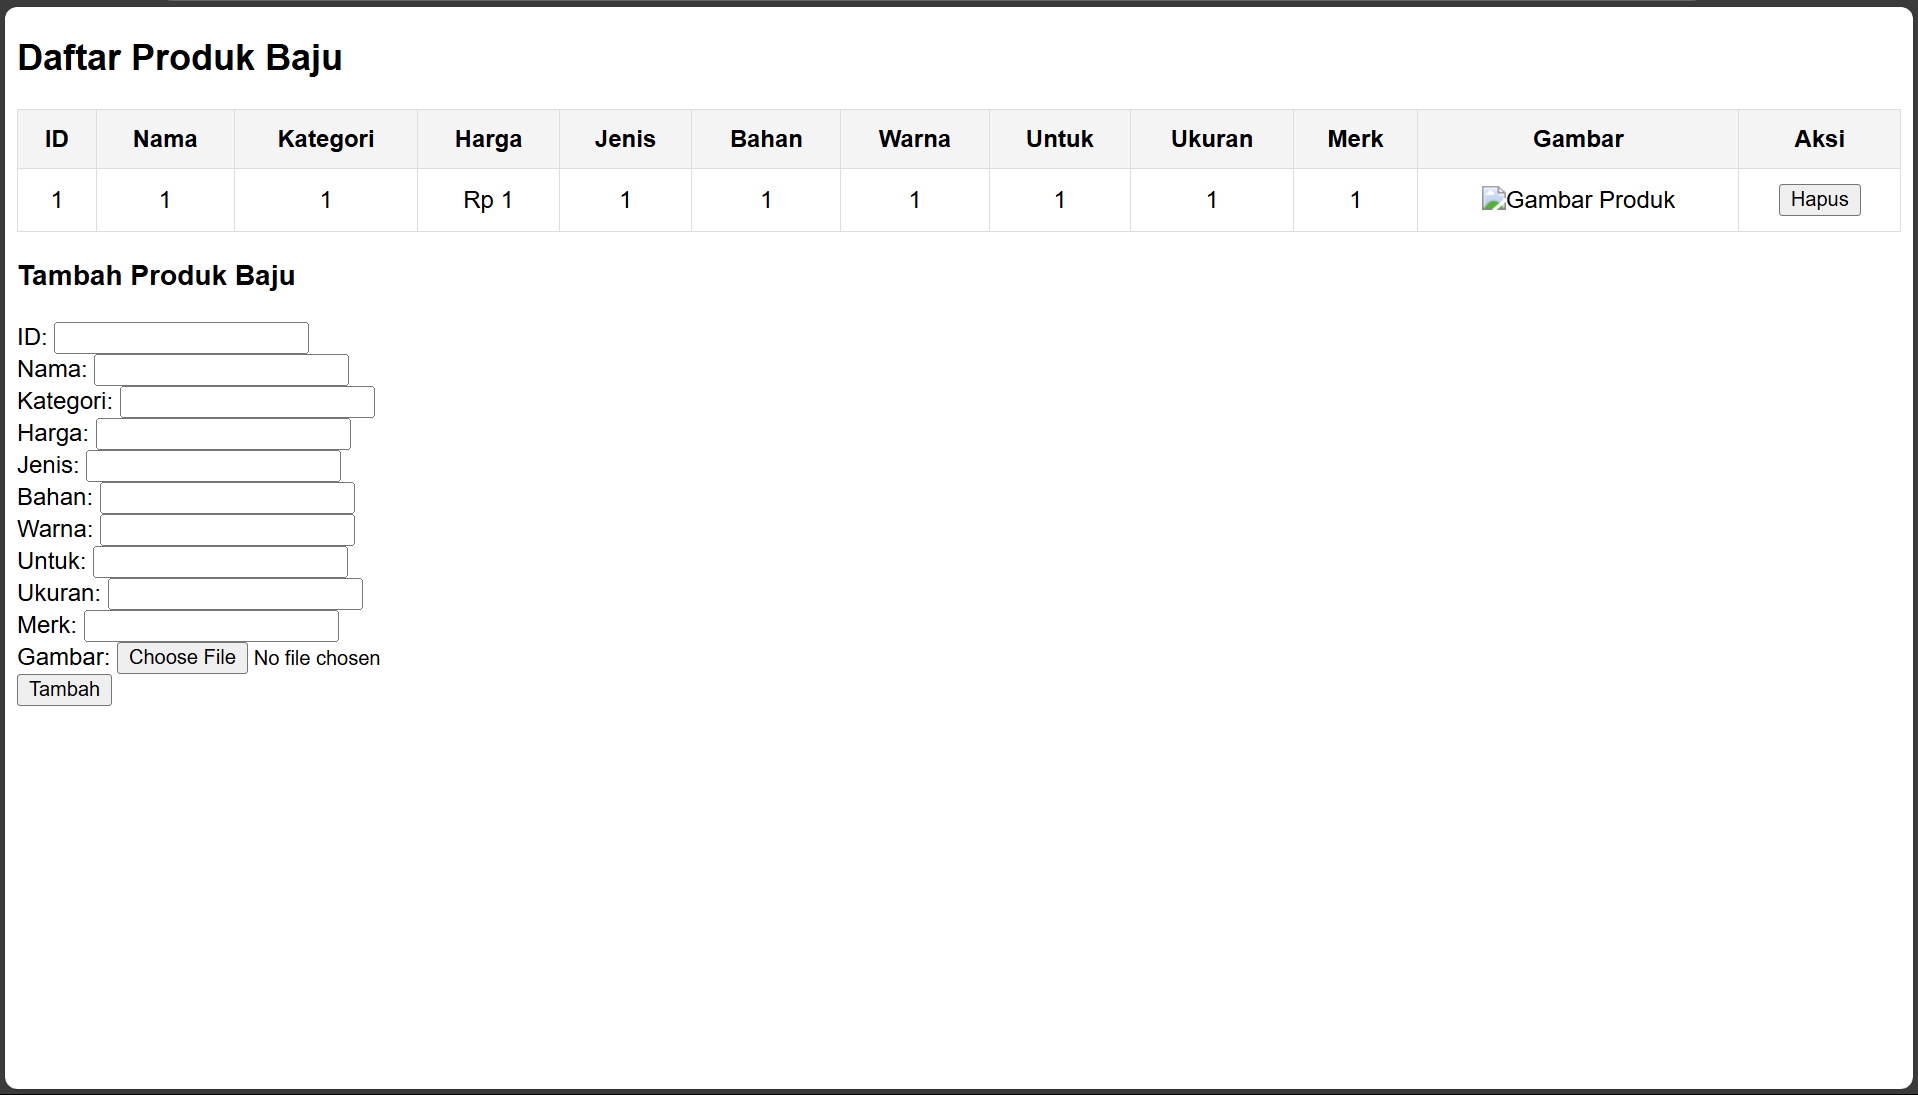 Daftar Produk Baju
ID Nama Kategori Harga Jenis Bahan Warna Untuk Ukuran Merk Gambar Aksi
1 1 1 Rp 1 1 1 1 1 1 1 Gambar Produk Hapus
Tambah Produk Baju
ID:
Nama:
Kategori:
Harga:
Jenis:
Bahan:
Warna:
Untuk:
Ukuran:
Merk:
Gambar: Choose File No file chosen
Tambah